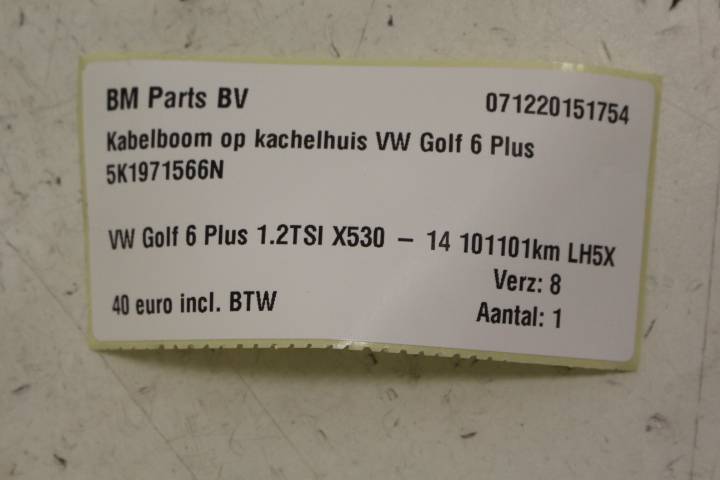 BM Parts BV 071220151754
Kabelboom op kachelhuis VW Golf 6 Plus
5K1971566N
VW Golf 6 Plus 1.2TSI X530 – 14 101101km LH5X
Verz: 8
40 euro incl. BTW
Aantal: 1